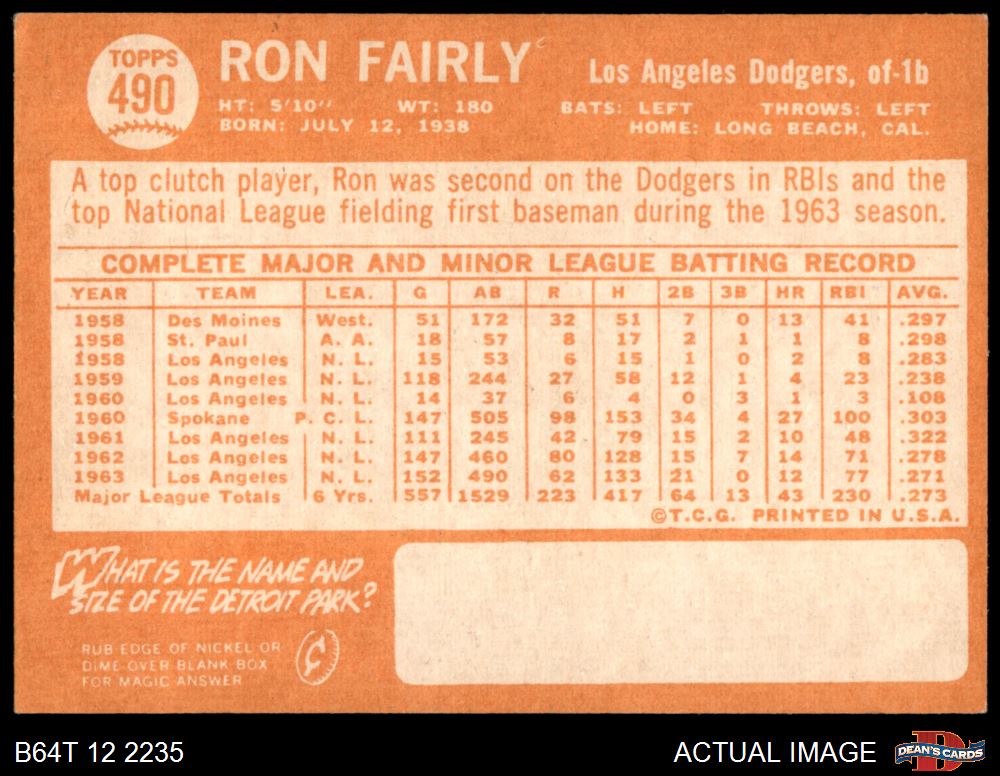 TOPPS
490
RON FAIRLY
Los Angeles Dodgers, of-1b
HT: 5'10" WT: 180 BATS: LEFT THROWS: LEFT
BORN: JULY 12, 1938 HOME: LONG BEACH, CAL.
A top clutch player, Ron was second on the Dodgers in RBIs and the
top National League fielding first baseman during the 1963 season.
COMPLETE MAJOR AND MINOR LEAGUE BATTING RECORD
YEAR TEAM LEA. G AB R H 2B 3B HR RBI AVG.
1958 Des Moines West. 51 172 32 51 7 0 13 41 .297
1958 St. Paul A. A. 18 57 8 17 2 1 1 8 .298
1958 Los Angeles N. L. 15 53 6 15 1 0 2 8 .283
1959 Los Angeles N. L. 118 244 27 58 12 1 4 23 .238
1960 Los Angeles N. L. 14 37 6 4 0 3 1 3 .108
1960 Spokane P. C. L. 147 505 98 153 34 4 27 100 .303
1961 Los Angeles N. L. 111 245 42 79 15 2 10 48 .322
1962 Los Angeles N. L. 147 460 80 128 15 7 14 71 .278
1963 Los Angeles N. L. 152 490 62 133 21 0 12 77 .271
Major League Totals 6 Yrs. 557 1529 223 417 64 13 43 230 .273
©T.C.G. PRINTED IN U.S.A.
WHAT IS THE NAME AND
SIZE OF THE DETROIT PARK?
RUB EDGE OF NICKEL OR
DIME OVER BLANK BOX
FOR MAGIC ANSWER
¢
B64T 12 2235
ACTUAL IMAGE
DEAN'S CARDS